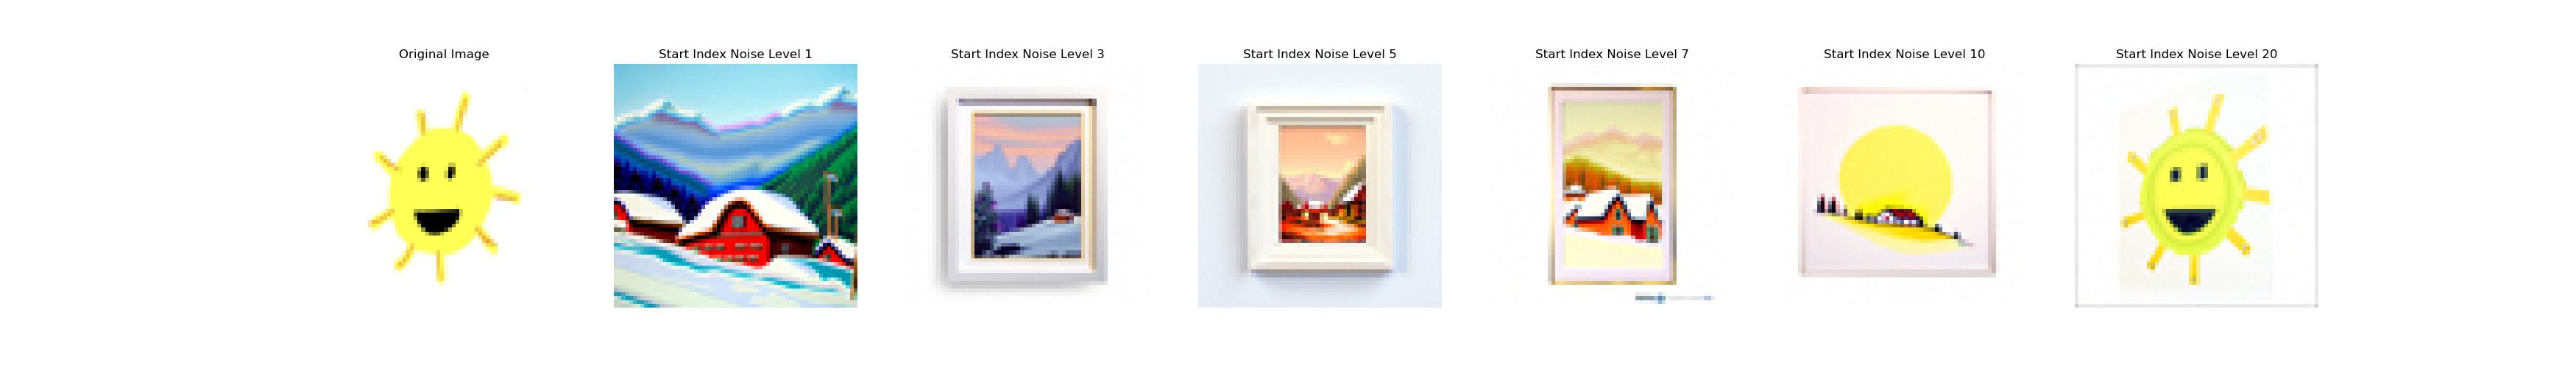 Original Image
Start Index Noise Level 1
Start Index Noise Level 3
Start Index Noise Level 5
Start Index Noise Level 7
Start Index Noise Level 10
Start Index Noise Level 20